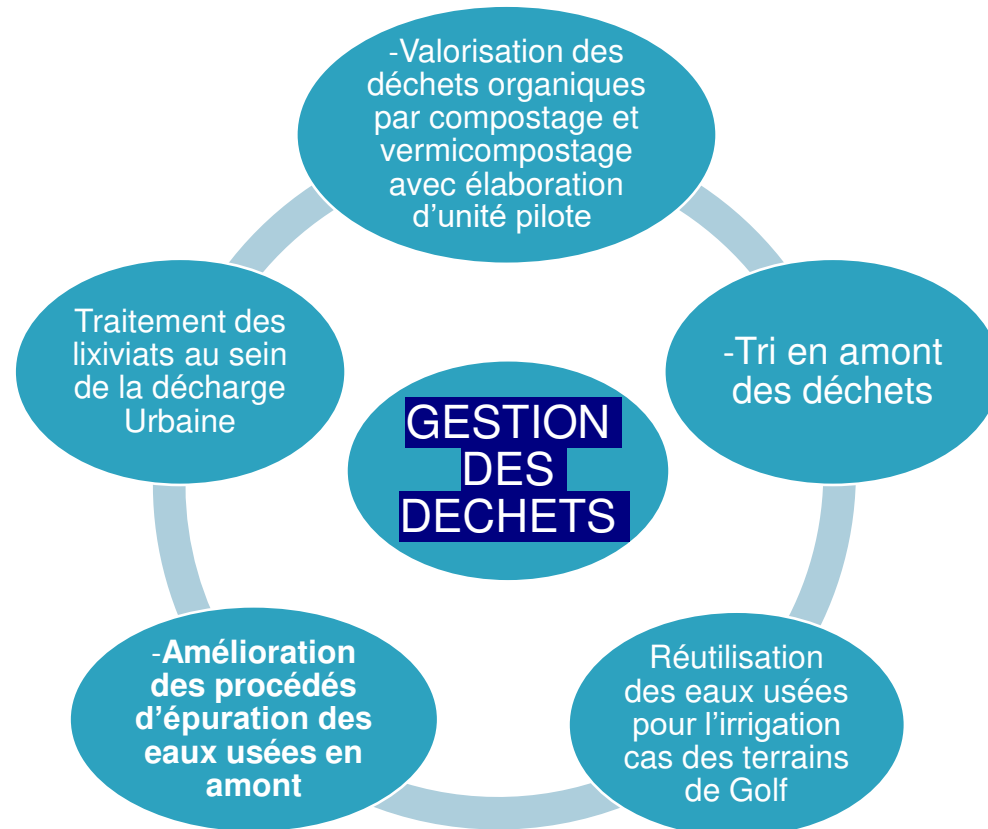 -Valorisation des
déchets organiques
par compostage et
vermicompostage
avec élaboration
d'unité pilote
-Tri en amont
des déchets
Réutilisation
des eaux usées
pour l'irrigation
cas des terrains
de Golf
-Amélioration
des procédés
d'épuration des
eaux usées en
amont
Traitement des
lixiviats au sein
de la décharge
Urbaine
GESTION
DES
DECHETS